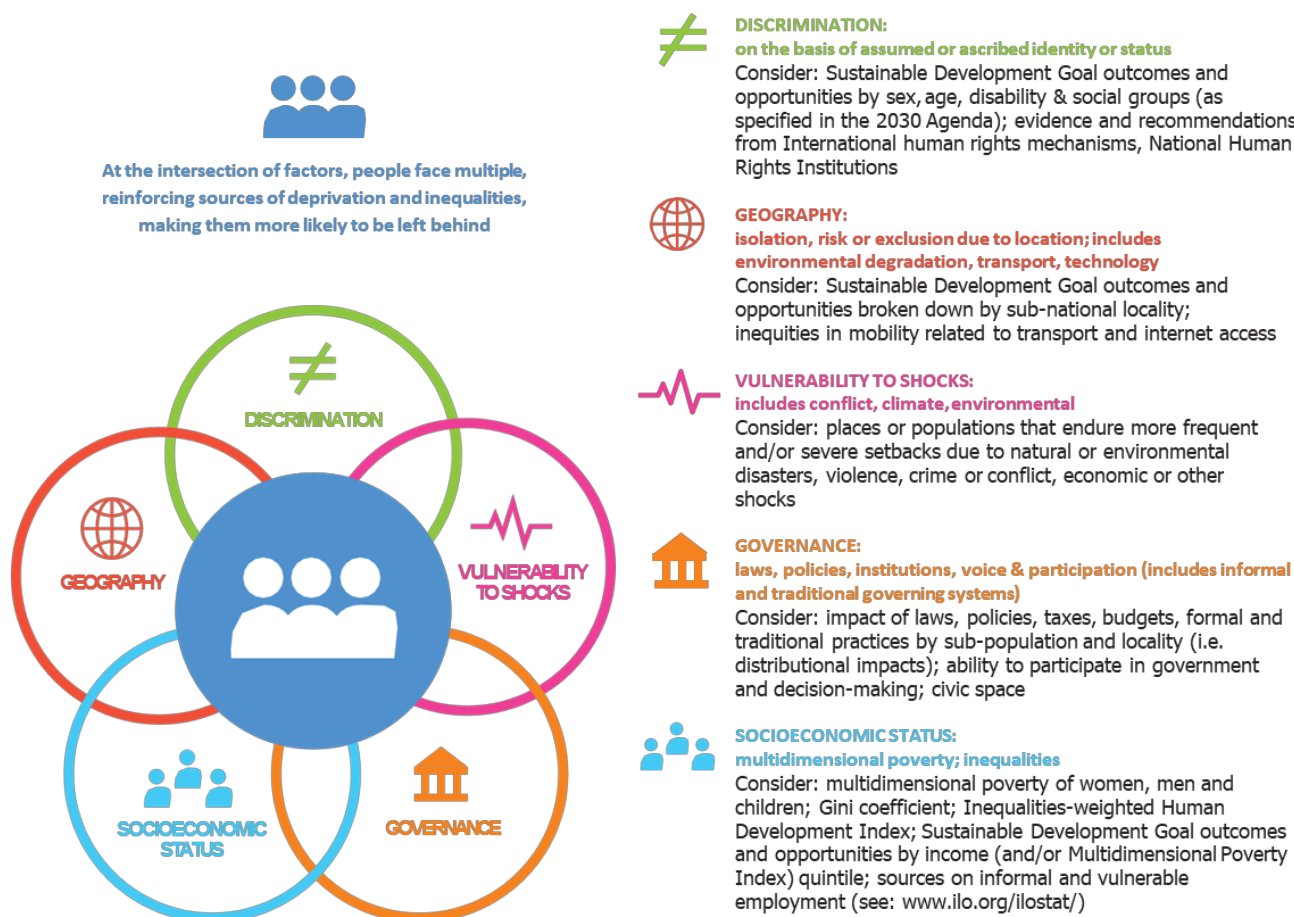 At the intersection of factors, people face multiple,
reinforcing sources of deprivation and inequalities,
making them more likely to be left behind
DISCRIMINATION
GEOGRAPHY
VULNERABILITY
TO SHOCKS
SOCIOECONOMIC
STATUS
GOVERNANCE
DISCRIMINATION:
on the basis of assumed or ascribed identity or status
Consider: Sustainable Development Goal outcomes and
opportunities by sex, age, disability & social groups (as
specified in the 2030 Agenda); evidence and recommendations
from International human rights mechanisms, National Human
Rights Institutions
GEOGRAPHY:
isolation, risk or exclusion due to location; includes
environmental degradation, transport, technology
Consider: Sustainable Development Goal outcomes and
opportunities broken down by sub-national locality;
inequities in mobility related to transport and internet access
VULNERABILITY TO SHOCKS:
includes conflict, climate, environmental
Consider: places or populations that endure more frequent
and/or severe setbacks due to natural or environmental
disasters, violence, crime or conflict, economic or other
shocks
GOVERNANCE:
laws, policies, institutions, voice & participation (includes informal
and traditional governing systems)
Consider: impact of laws, policies, taxes, budgets, formal and
traditional practices by sub-population and locality (i.e.
distributional impacts); ability to participate in government
and decision-making; civic space
SOCIOECONOMIC STATUS:
multidimensional poverty; inequalities
Consider: multidimensional poverty of women, men and
children; Gini coefficient; Inequalities-weighted Human
Development Index; Sustainable Development Goal outcomes
and opportunities by income (and/or Multidimensional Poverty
Index) quintile; sources on informal and vulnerable
employment (see: www.ilo.org/ilostat/)